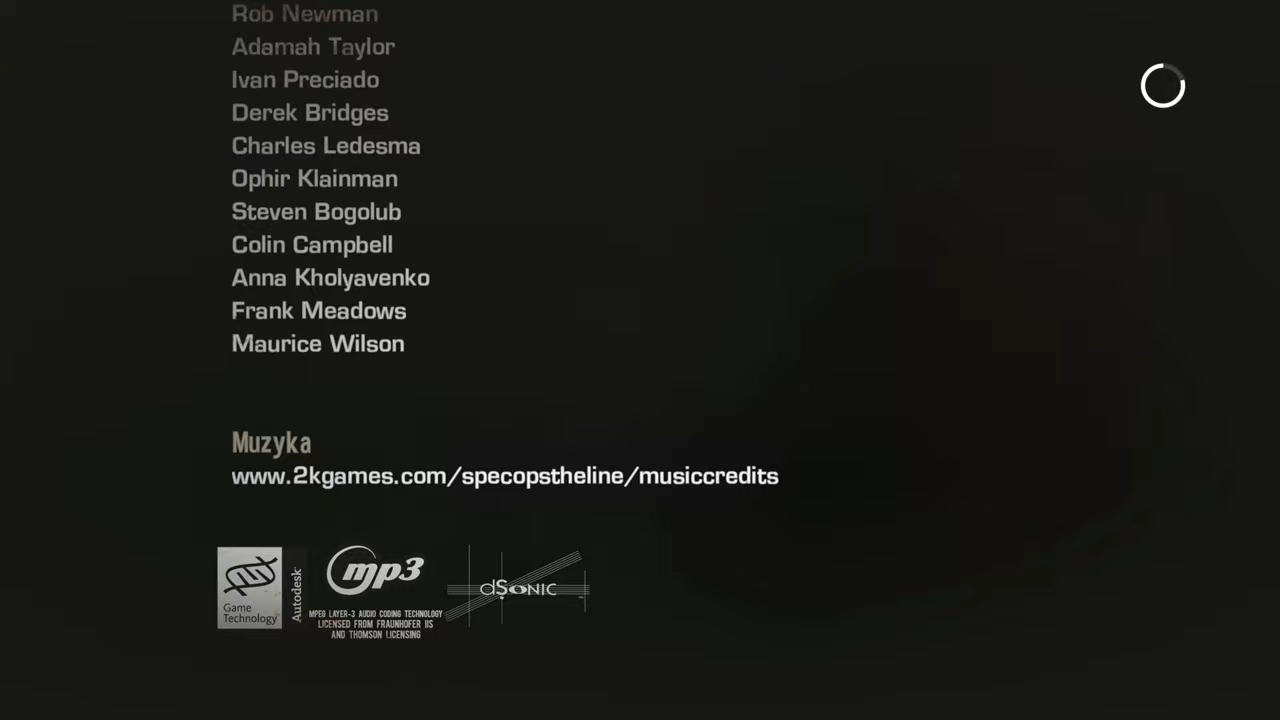 Rob Newman
Adamah Taylor
Ivan Preciado
Derek Bridges
Charles Ledesma
Ophir Klainman
Steven Bogolub
Colin Campbell
Anna Kholyavenko
Frank Meadows
Maurice Wilson
Muzyka
www.2kgames.com/specopstheline/musiccredits
Game
Technology
Autodesk
mp3
MPEG LAYER-3 AUDIO CODING TECHNOLOGY
LICENSED FROM FRAUNHOFER IIS
AND THOMSON LICENSING
dSONIC